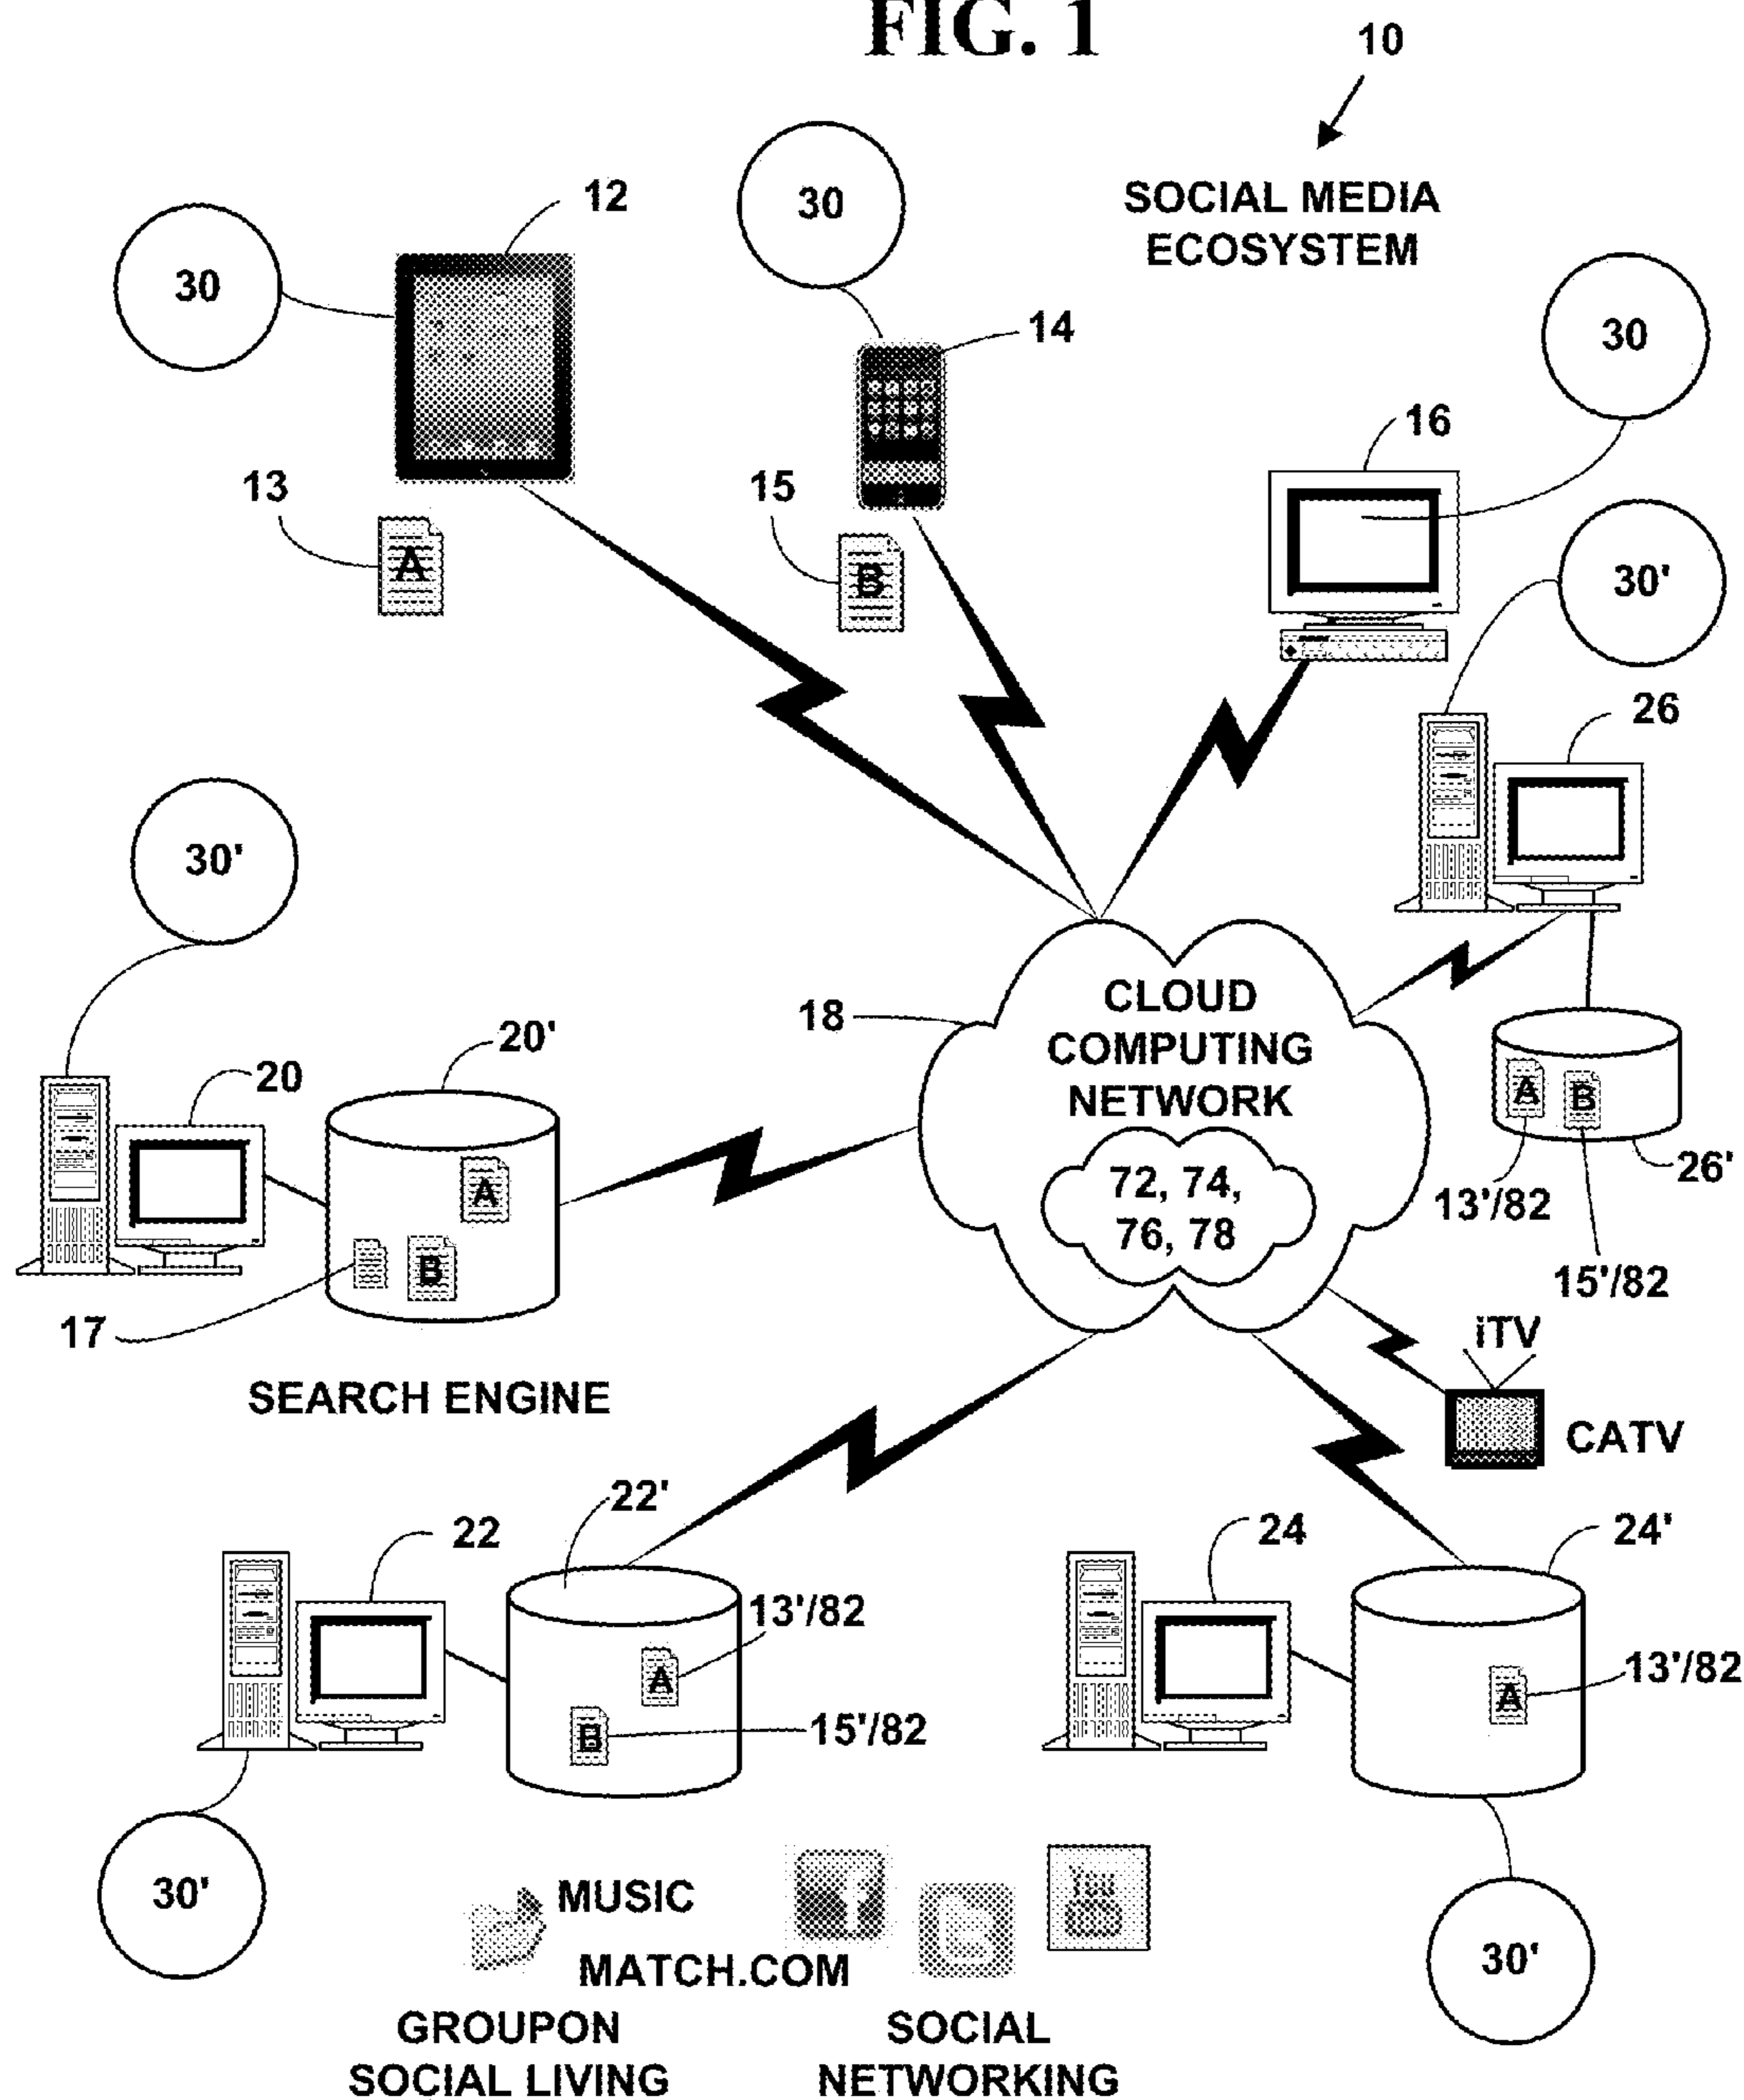 FIG. 1
10
SOCIAL MEDIA
ECOSYSTEM
30
12
30
14
30
16
13
A
15
B
30'
26
30'
18
CLOUD
COMPUTING
NETWORK
72, 74,
76, 78
20
20'
A
B
17
SEARCH ENGINE
A
B
26'
13'/82
15'/82
iTV
CATV
22
22'
13'/82
A
B
15'/82
24
24'
13'/82
A
30'
MUSIC
MATCH.COM
f
t
You
30'
GROUPON
SOCIAL LIVING
SOCIAL
NETWORKING